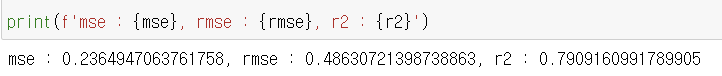 print(f'mse : {mse}, rmse : {rmse}, r2 : {r2}')
mse : 0.2364947063761758, rmse : 0.48630721398738863, r2 : 0.7909160991789905